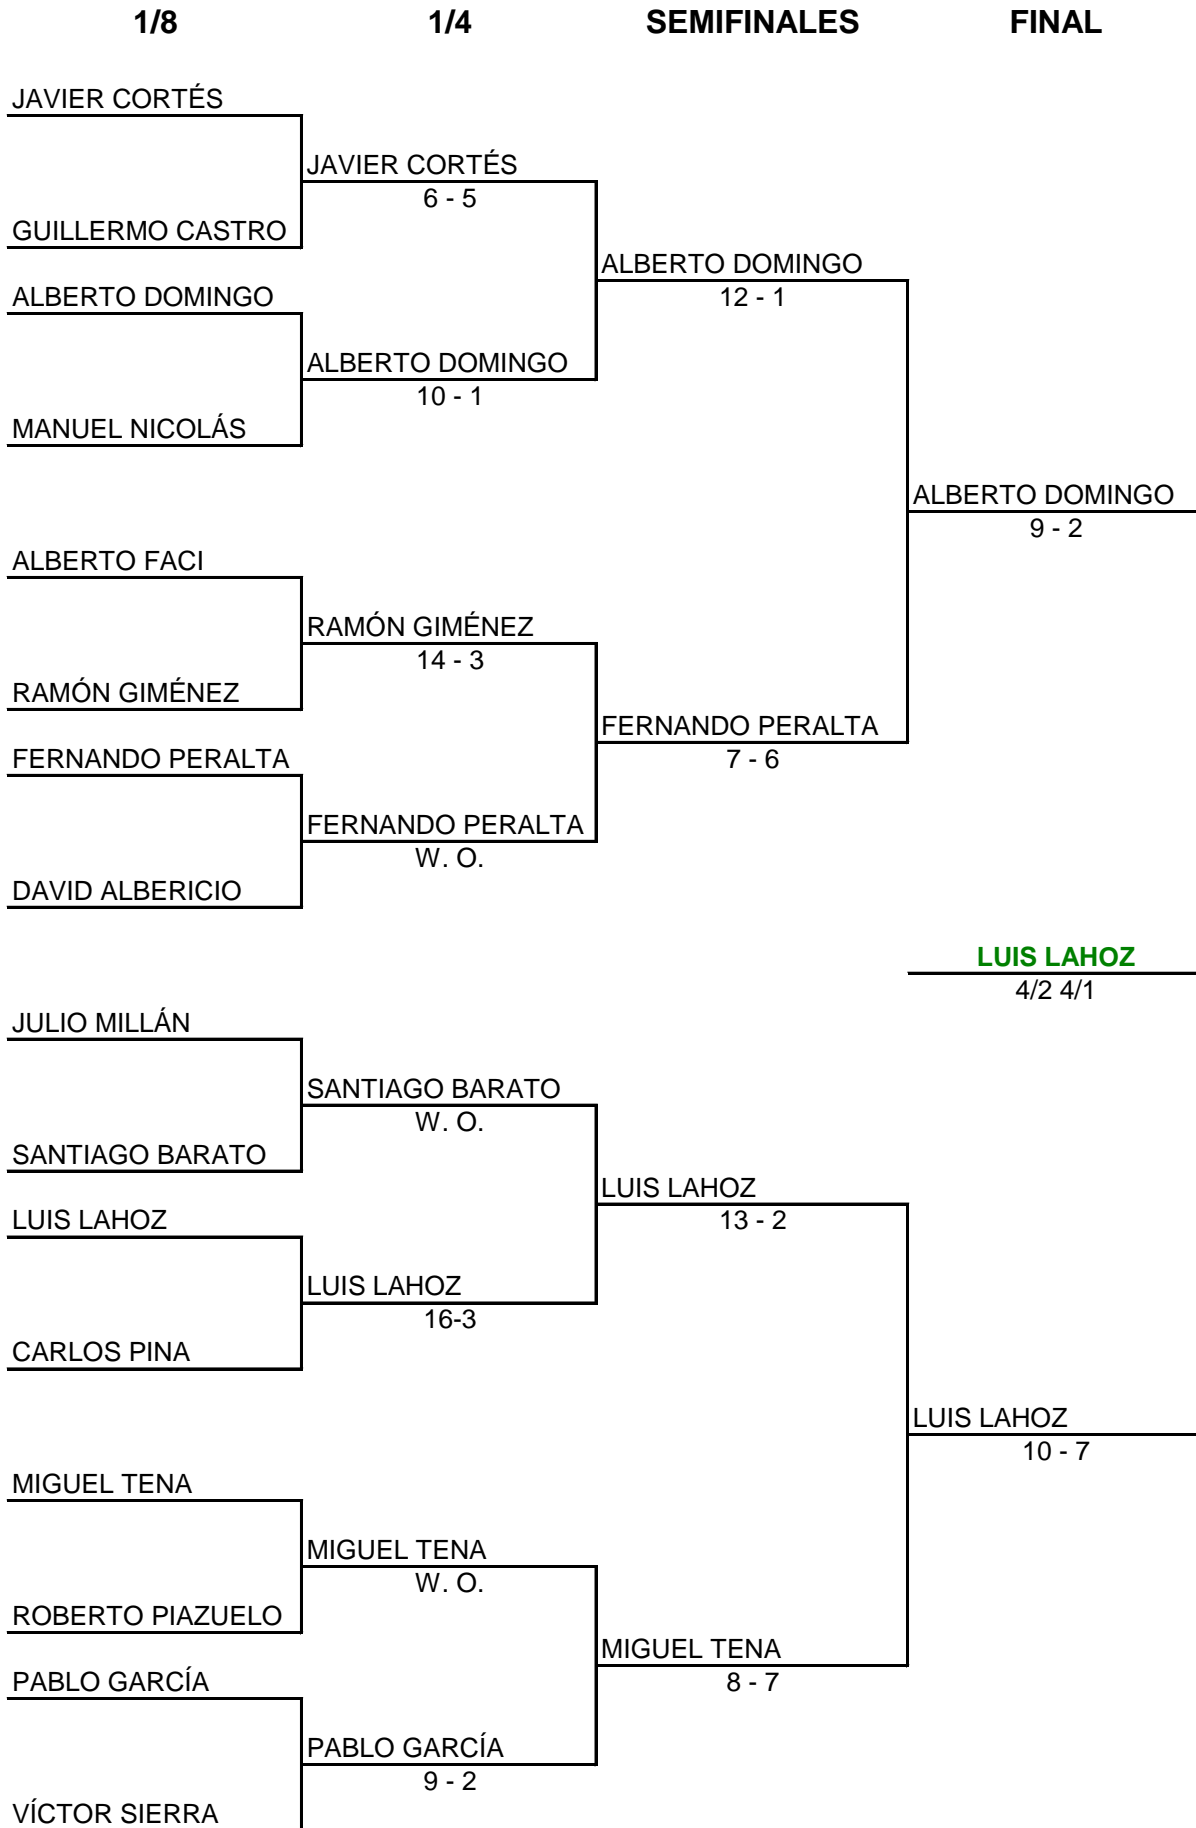 1/8 1/4 SEMIFINALES FINAL
JAVIER CORTÉS
JAVIER CORTÉS
6 - 5
GUILLERMO CASTRO
ALBERTO DOMINGO
12 - 1
ALBERTO DOMINGO
ALBERTO DOMINGO
10 - 1
MANUEL NICOLÁS
ALBERTO DOMINGO
9 - 2
ALBERTO FACI
RAMÓN GIMÉNEZ
14 - 3
RAMÓN GIMÉNEZ
FERNANDO PERALTA
7 - 6
FERNANDO PERALTA
FERNANDO PERALTA
W. O.
DAVID ALBERICIO
LUIS LAHOZ
4/2 4/1
JULIO MILLÁN
SANTIAGO BARATO
W. O.
SANTIAGO BARATO
LUIS LAHOZ
13 - 2
LUIS LAHOZ
LUIS LAHOZ
16-3
CARLOS PINA
LUIS LAHOZ
10 - 7
MIGUEL TENA
MIGUEL TENA
W. O.
ROBERTO PIAZUELO
MIGUEL TENA
8 - 7
PABLO GARCÍA
PABLO GARCÍA
9 - 2
VÍCTOR SIERRA